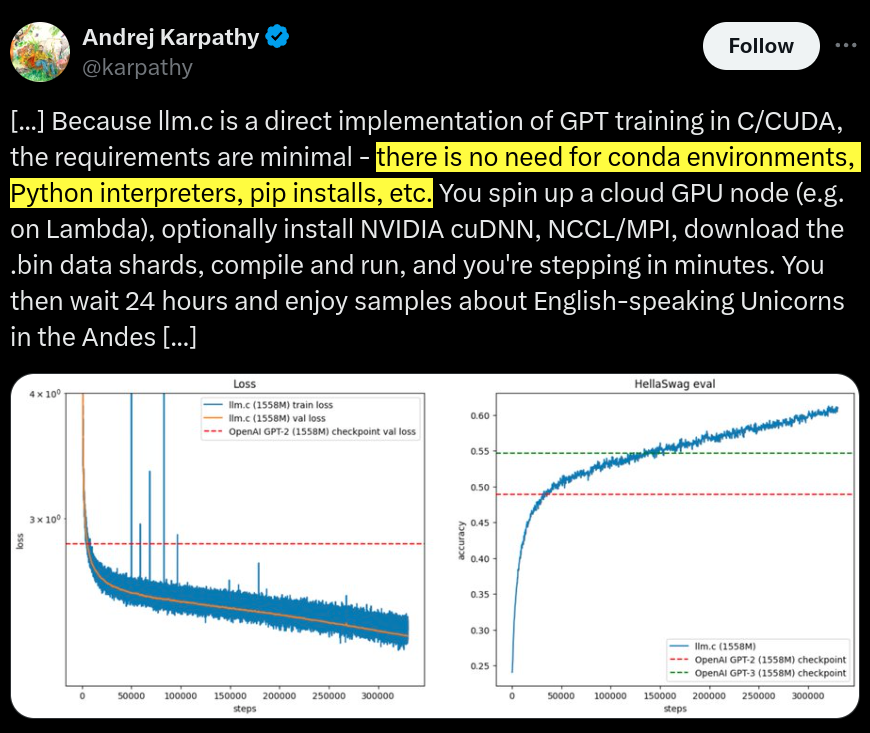 Andrej Karpathy
@karpathy
Follow
[...] Because llm.c is a direct implementation of GPT training in C/CUDA,
the requirements are minimal - there is no need for conda environments,
Python interpreters, pip installs, etc. You spin up a cloud GPU node (e.g.
on Lambda), optionally install NVIDIA cuDNN, NCCL/MPI, download the
.bin data shards, compile and run, and you're stepping in minutes. You
then wait 24 hours and enjoy samples about English-speaking Unicorns
in the Andes [...]
Loss
4 × 10⁰
3 × 10⁰
loss
llm.c (1558M) train loss
llm.c (1558M) val loss
OpenAI GPT-2 (1558M) checkpoint val loss
0 50000 100000 150000 200000 250000 300000
steps
HellaSwag eval
0.60
0.55
0.50
0.45
0.40
0.35
0.30
0.25
accuracy
llm.c (1558M)
OpenAI GPT-2 (1558M) checkpoint
OpenAI GPT-3 (1558M) checkpoint
0 50000 100000 150000 200000 250000 300000
steps